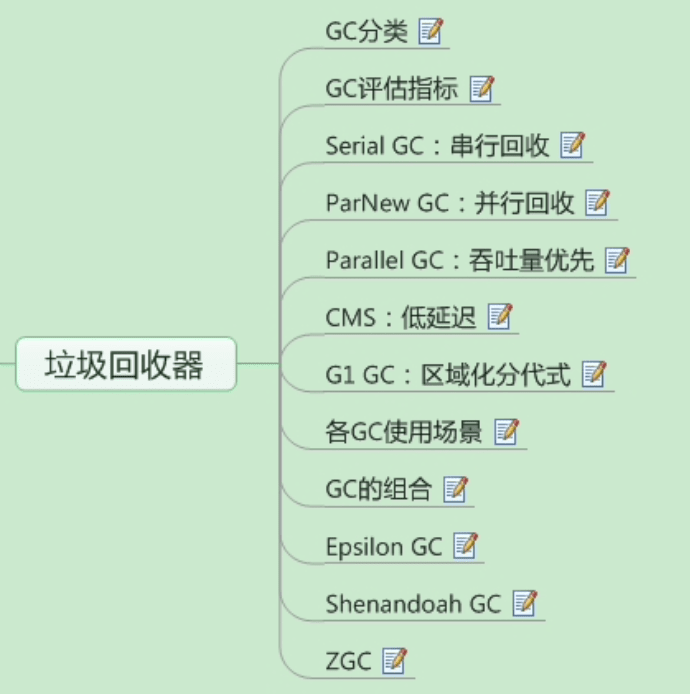 GC分类
GC评估指标
Serial GC：串行回收
ParNew GC：并行回收
Parallel GC：吞吐量优先
CMS：低延迟
垃圾回收器
G1 GC：区域化分代式
各GC使用场景
GC的组合
Epsilon GC
Shenandoah GC
ZGC